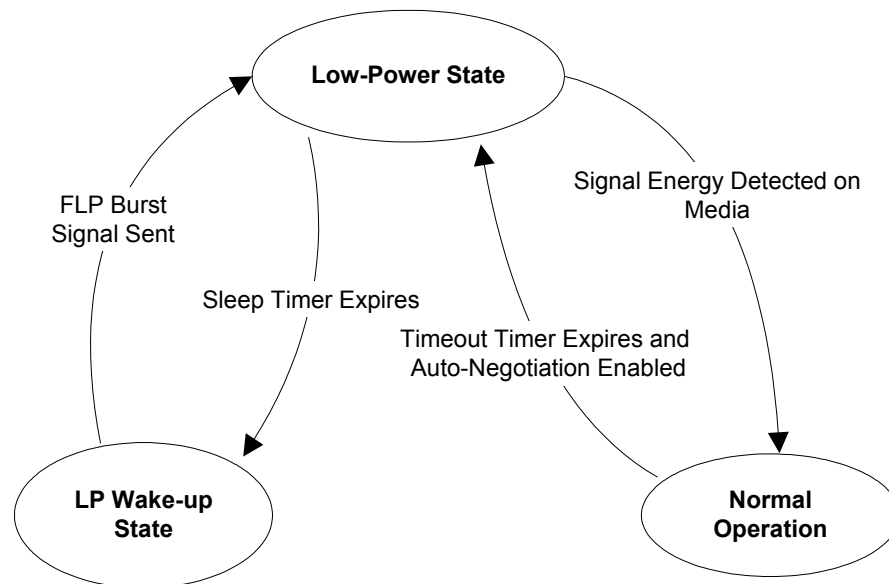 Low-Power State
Signal Energy Detected on
Media
FLP Burst
Signal Sent
Sleep Timer Expires
Timeout Timer Expires and
Auto-Negotiation Enabled
LP Wake-up
State
Normal
Operation